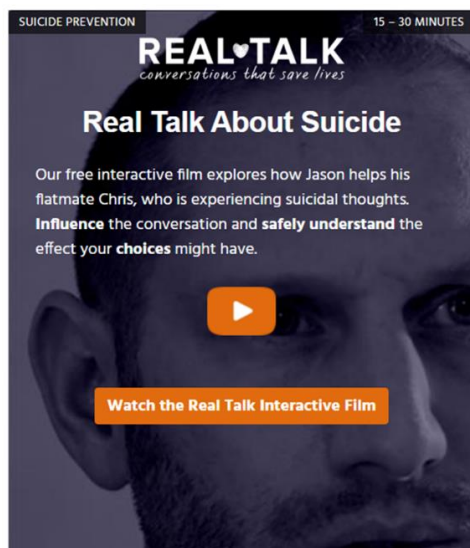 SUICIDE PREVENTION
15 – 30 MINUTES
REAL TALK
conversations that save lives
Real Talk About Suicide
Our free interactive film explores how Jason helps his
flatmate Chris, who is experiencing suicidal thoughts.
Influence the conversation and safely understand the
effect your choices might have.
Watch the Real Talk Interactive Film